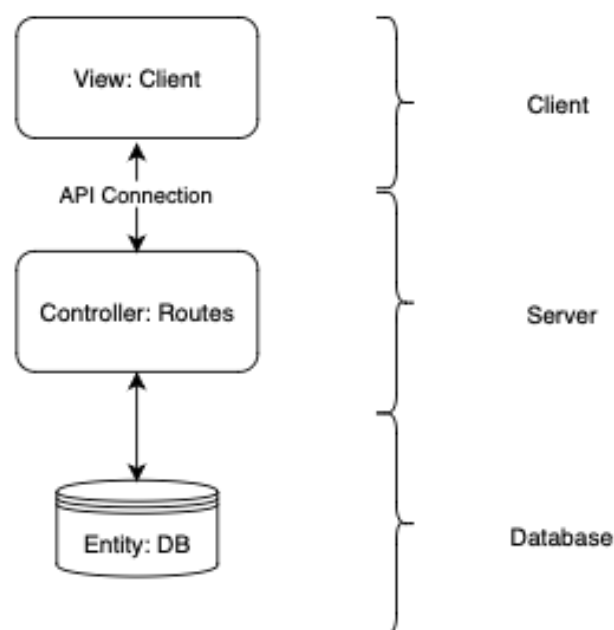 View: Client
Client
API Connection
Controller: Routes
Server
Entity: DB
Database